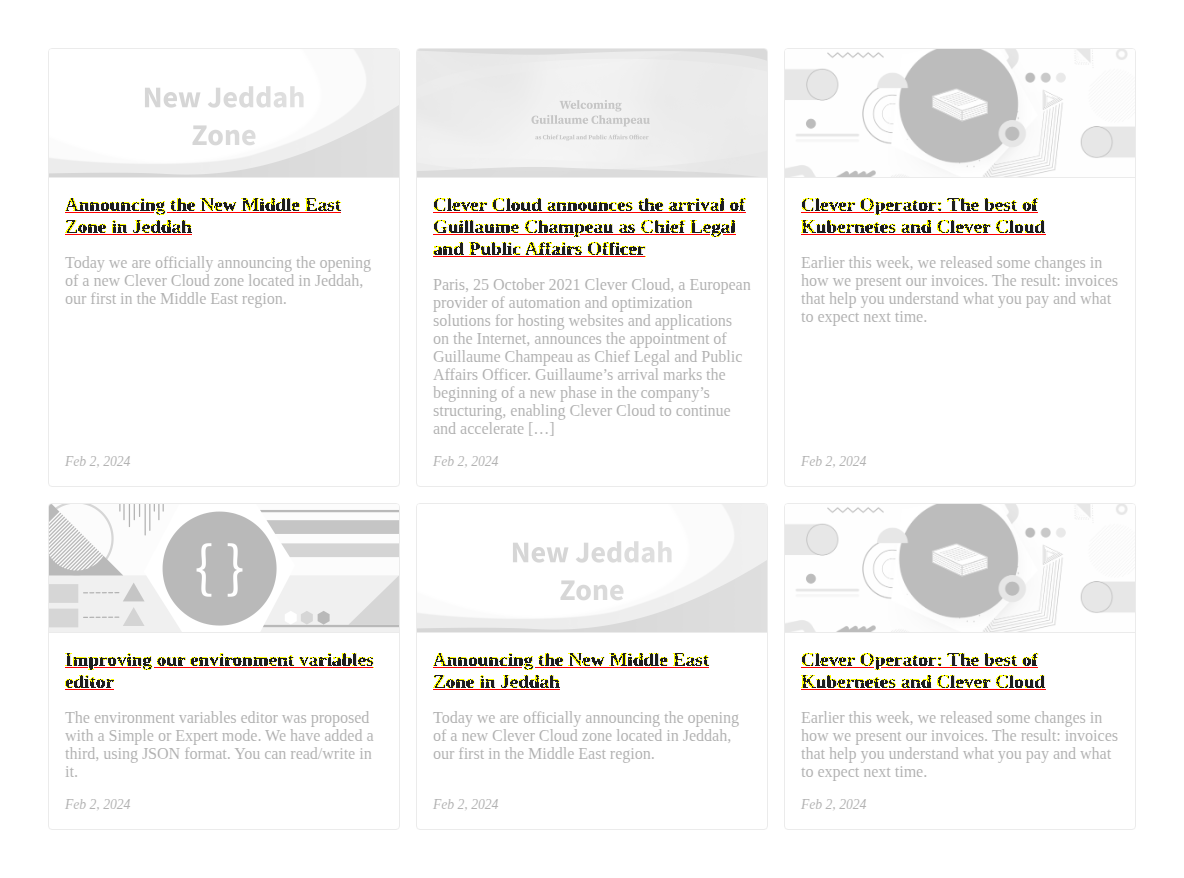 New Jeddah
Zone
Announcing the New Middle East
Zone in Jeddah
Today we are officially announcing the opening
of a new Clever Cloud zone located in Jeddah,
our first in the Middle East region.
Feb 2, 2024
Welcoming
Guillaume Champeau
as Chief Legal and Public Affairs Officer
Clever Cloud announces the arrival of
Guillaume Champeau as Chief Legal
and Public Affairs Officer
Paris, 25 October 2021 Clever Cloud, a European
provider of automation and optimization
solutions for hosting websites and applications
on the Internet, announces the appointment of
Guillaume Champeau as Chief Legal and Public
Affairs Officer. Guillaume’s arrival marks the
beginning of a new phase in the company’s
structuring, enabling Clever Cloud to continue
and accelerate […]
Feb 2, 2024
Clever Operator: The best of
Kubernetes and Clever Cloud
Earlier this week, we released some changes in
how we present our invoices. The result: invoices
that help you understand what you pay and what
to expect next time.
Feb 2, 2024
{ }
Improving our environment variables
editor
The environment variables editor was proposed
with a Simple or Expert mode. We have added a
third, using JSON format. You can read/write in
it.
Feb 2, 2024
New Jeddah
Zone
Announcing the New Middle East
Zone in Jeddah
Today we are officially announcing the opening
of a new Clever Cloud zone located in Jeddah,
our first in the Middle East region.
Feb 2, 2024
Clever Operator: The best of
Kubernetes and Clever Cloud
Earlier this week, we released some changes in
how we present our invoices. The result: invoices
that help you understand what you pay and what
to expect next time.
Feb 2, 2024